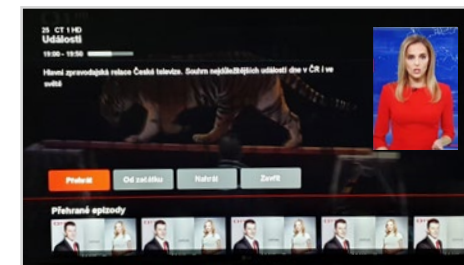 25 ČT 1 HD
Události
19:00 - 19:50
Hlavní zpravodajská relace České televize. Souhrn nejdůležitějších událostí dne v ČR i ve
světě
Přehrát
Od začátku
Nahrát
Zavřít
Přehrané epizody